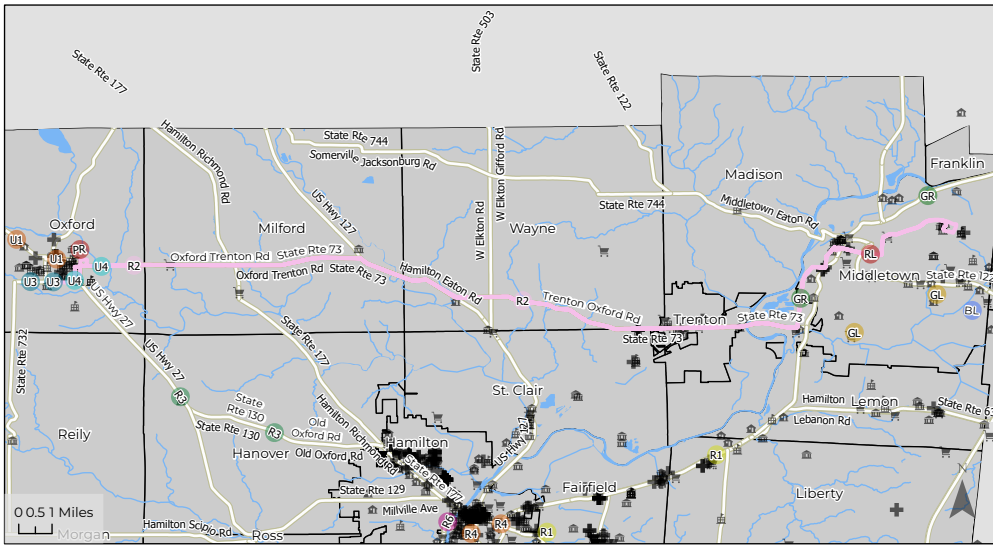 State Rte 503
State Rte 177
State Rte 122
Hamilton Richmond Rd
State Rte 744
Somerville Jacksonburg Rd
W Elkton Gifford Rd
Franklin
Madison
GR
US Hwy 127
Middletown Eaton Rd
State Rte 744
Oxford
Milford
W Elkton Rd
Wayne
U1
PR
U1
U4
R2
Oxford Trenton Rd
State Rte 73
RL
R2
Oxford Trenton Rd
State Rte 73
Hamilton Eaton Rd
Middletown
State Rte 122
U3
U3
U4
US Hwy 27
R2
Trenton Oxford Rd
GR
GL
BL
Trenton
State Rte 73
State Rte 73
GL
State Rte 732
US Hwy 27
State Rte 177
St. Clair
R3
State
Rte 130
Old
Oxford Rd
Hamilton Richmond Rd
Hamilton
Lemon
State Rte 63
Lebanon Rd
Reily
State Rte 130
R3
Hanover
Old Oxford Rd
Hamilton
US Hwy 127
R1
State Rte 177
State Rte 129
Fairfield
Liberty
N
0 0.5 1 Miles
Millville Ave
R6
R4
R4
R1
Morgan
Hamilton Scipio Rd
Ross